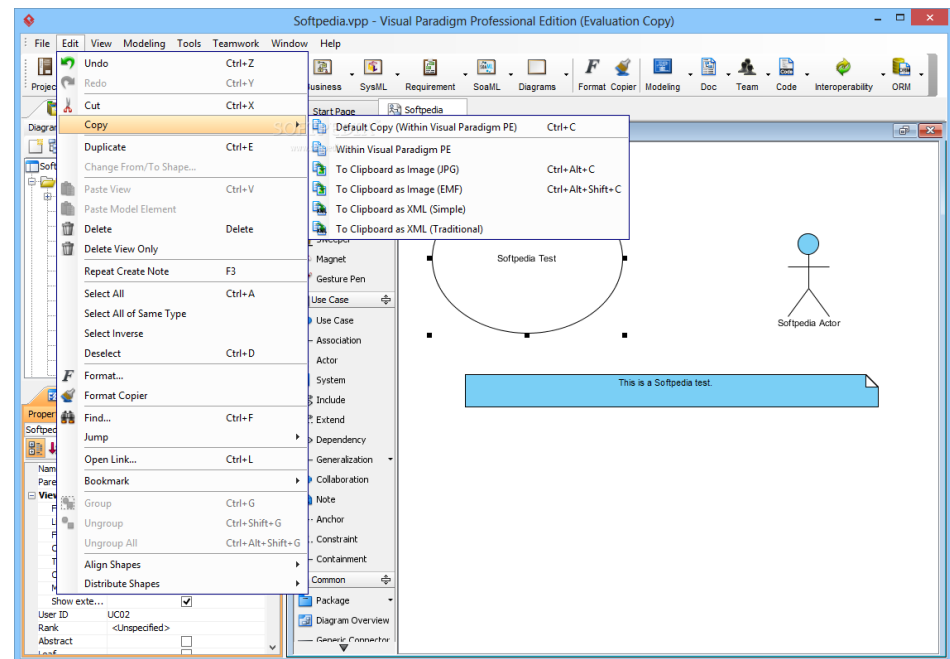 Softpedia.vpp - Visual Paradigm Professional Edition (Evaluation Copy)
File Edit View Modeling Tools Teamwork Window Help
Business SysML Requirement SoaML Diagrams Format Copier Modeling Doc Team Code Interoperability ORM
Start Page Softpedia
Undo Ctrl+Z
Redo Ctrl+Y
Cut Ctrl+X
Copy
Duplicate Ctrl+E
Change From/To Shape...
Paste View Ctrl+V
Paste Model Element
Delete Delete
Delete View Only
Repeat Create Note F3
Select All Ctrl+A
Select All of Same Type
Select Inverse
Deselect Ctrl+D
Format...
Format Copier
Find... Ctrl+F
Jump
Open Link... Ctrl+L
Bookmark
Group Ctrl+G
Ungroup Ctrl+Shift+G
Ungroup All Ctrl+Alt+Shift+G
Align Shapes
Distribute Shapes
Default Copy (Within Visual Paradigm PE) Ctrl+C
Within Visual Paradigm PE
To Clipboard as Image (JPG) Ctrl+Alt+C
To Clipboard as Image (EMF) Ctrl+Alt+Shift+C
To Clipboard as XML (Simple)
To Clipboard as XML (Traditional)
Sweeper
Magnet
Gesture Pen
Use Case
Use Case
Association
Actor
System
Include
Extend
Dependency
Generalization
Collaboration
Note
Anchor
Constraint
Containment
Common
Package
Diagram Overview
Generic Connector
Softpedia Test
Softpedia Actor
This is a Softpedia test.
Show exte...
User ID UC02
Rank <Unspecified>
Abstract
Leaf